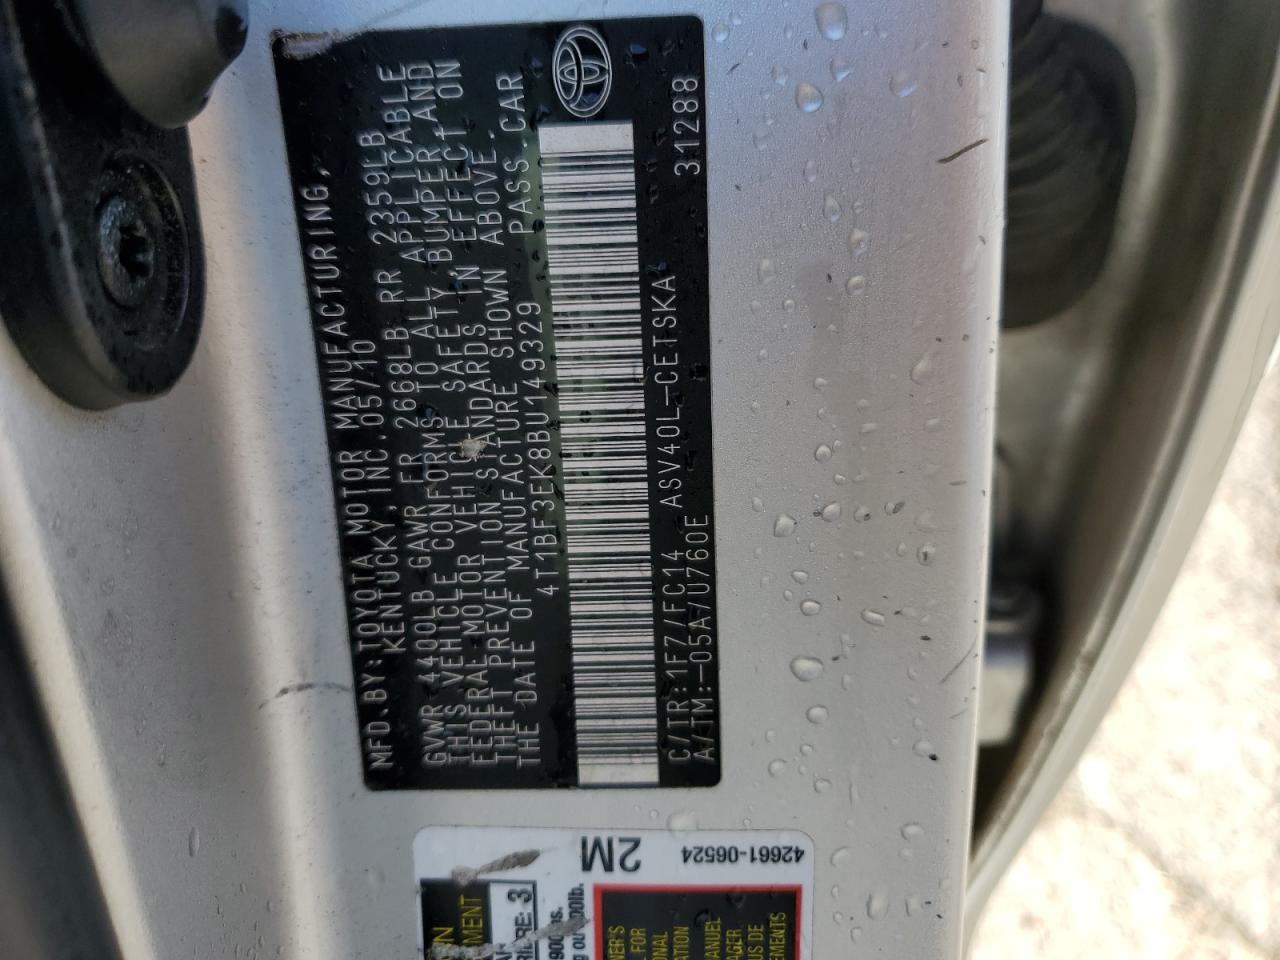 MFD.BY:TOYOTA MOTOR MANUFACTURING,
KENTUCKY,INC.05/10
GVWR 4400LB GAWR FR 2668LB RR 2359LB
THIS VEHICLE CONFORMS TO ALL APPLICABLE
FEDERAL MOTOR VEHICLE SAFETY, BUMPER AND
THEFT PREVENTION STANDARDS IN EFFECT ON
THE DATE OF MANUFACTURE SHOWN ABOVE.
4T1BF3EK8BU149329 PASS.CAR
C/TR:1F7/FC14 ASV40L-CETSKA 31288
A/TM:-05A/U760E
2M
42661-06524